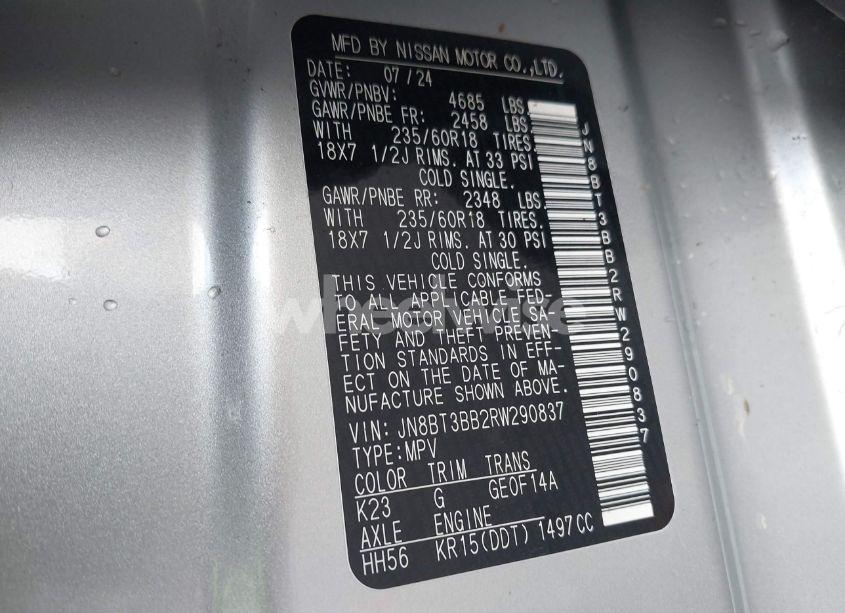 MFD BY NISSAN MOTOR CO.,LTD.
DATE: 07/24
GVWR/PNBV: 4685 LBS
GAWR/PNBE FR: 2458 LBS
WITH 235/60R18 TIRES.
18X7 1/2J RIMS. AT 33 PSI
COLD SINGLE.
GAWR/PNBE RR: 2348 LBS
WITH 235/60R18 TIRES.
18X7 1/2J RIMS. AT 30 PSI
COLD SINGLE.
THIS VEHICLE CONFORMS
TO ALL APPLICABLE FED-
ERAL MOTOR VEHICLE SA-
FETY AND THEFT PREVEN-
TION STANDARDS IN EFF-
ECT ON THE DATE OF MA-
NUFACTURE SHOWN ABOVE.
VIN: JN8BT3BB2RW290837
TYPE:MPV
COLOR TRIM TRANS
K23 G GE0F14A
AXLE ENGINE
HH56 KR15(DDT) 1497CC
JN8BT3BB2RW290837
wheelwise